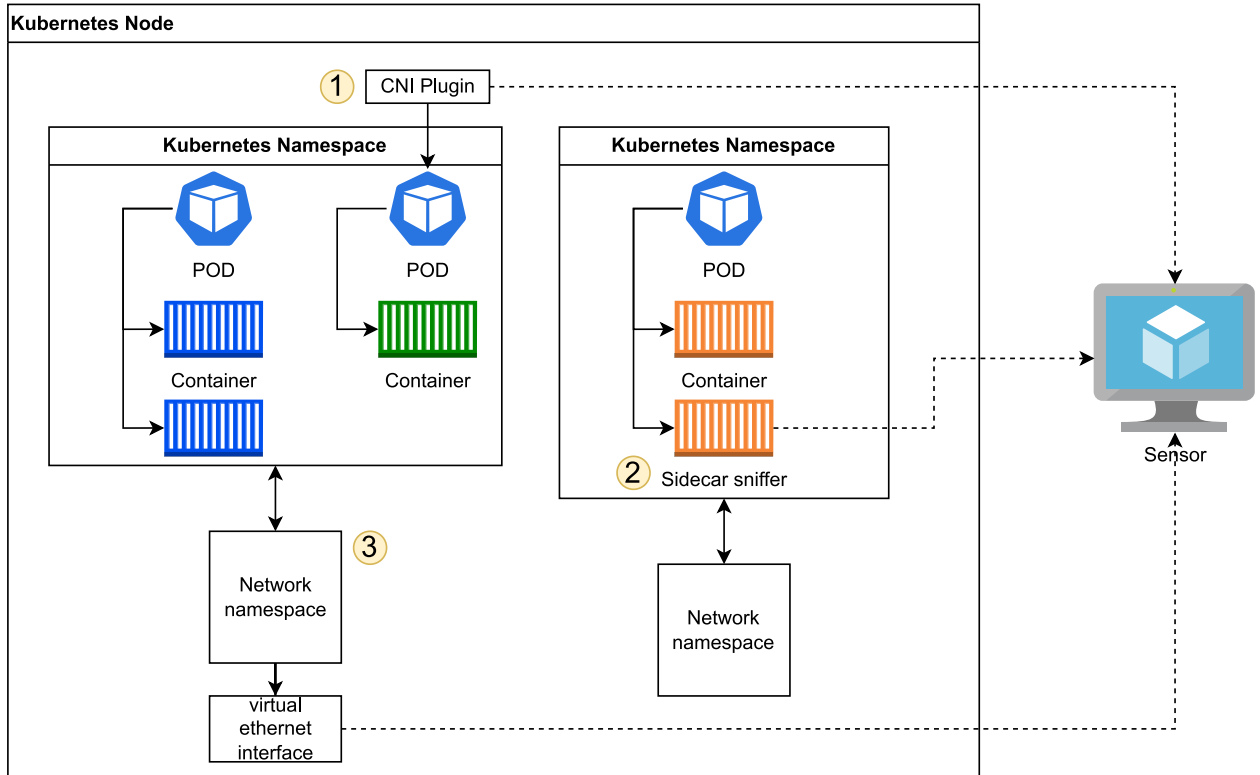 Kubernetes Node
1
CNI Plugin
Kubernetes Namespace
Kubernetes Namespace
POD
POD
POD
Container
Container
Container
Sensor
2
Sidecar sniffer
3
Network
namespace
Network
namespace
virtual
ethernet
interface